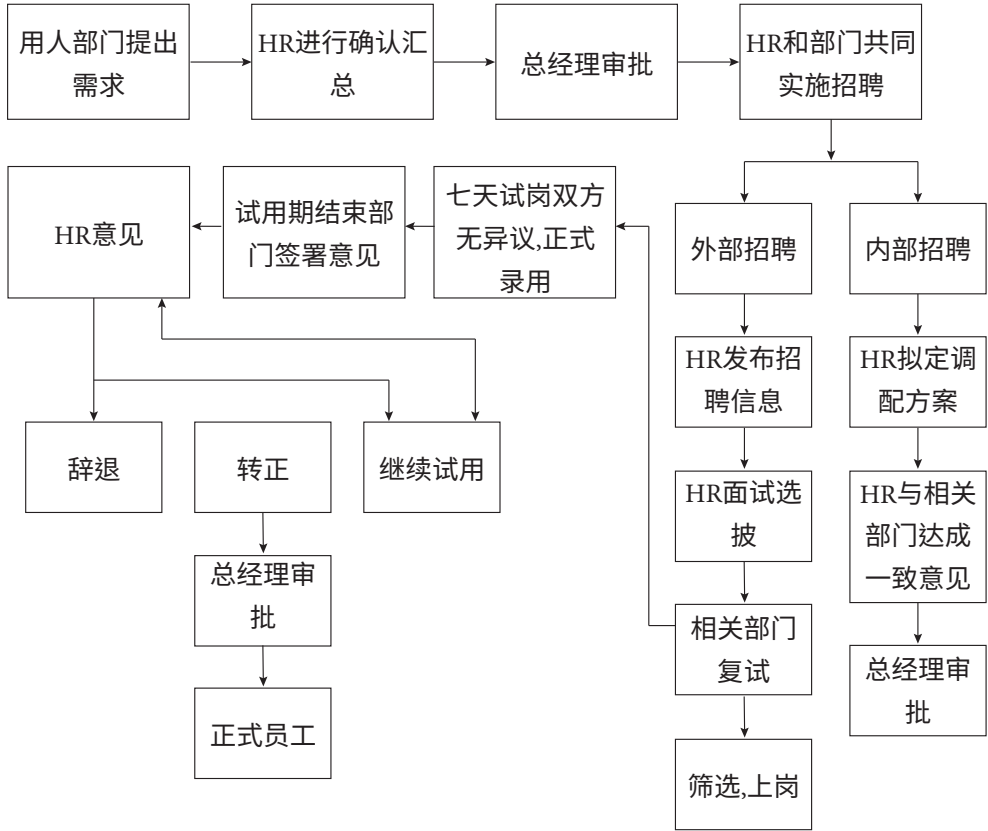 用人部门提出
需求
HR进行确认汇
总
总经理审批
HR和部门共同
实施招聘
HR意见
试用期结束部
门签署意见
七天试岗双方
无异议,正式
录用
外部招聘
内部招聘
HR发布招
聘信息
HR拟定调
配方案
辞退
转正
继续试用
HR面试选
披
HR与相关
部门达成
一致意见
总经理审
批
相关部门
复试
总经理审
批
正式员工
筛选,上岗